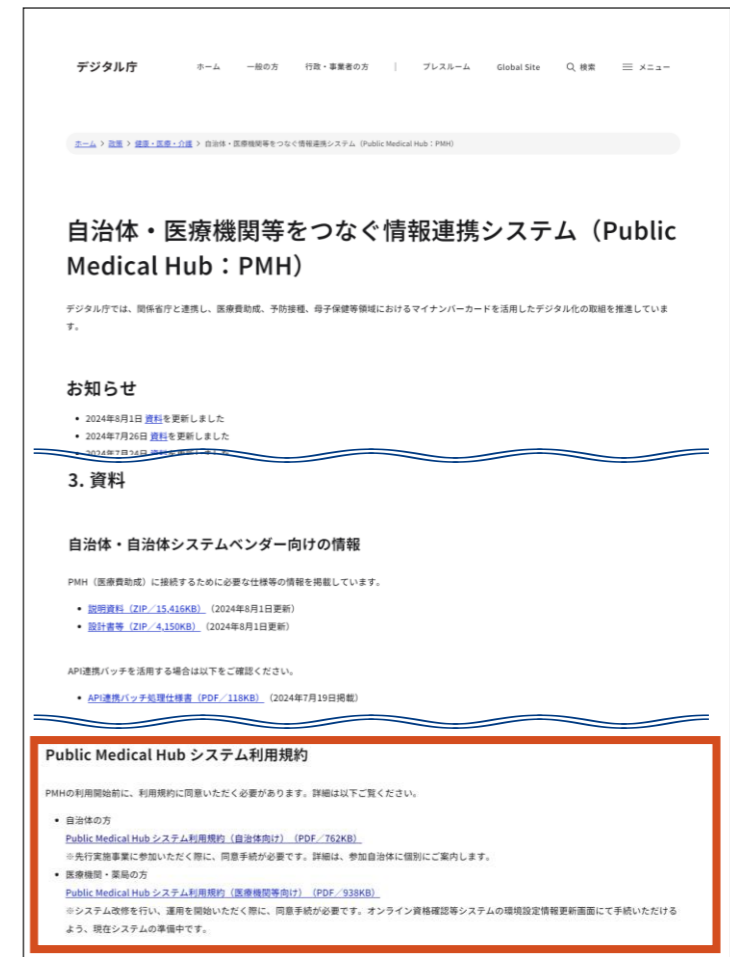 デジタル庁 ホーム 一般の方 行政・事業者の方 | プレスルーム Global Site 検索 メニュー
ホーム > 政策 > 健康・医療・介護 > 自治体・医療機関等をつなぐ情報連携システム（Public Medical Hub：PMH）
自治体・医療機関等をつなぐ情報連携システム（Public
Medical Hub：PMH）
デジタル庁では、関係省庁と連携し、医療費助成、予防接種、母子保健等領域におけるマイナンバーカードを活用したデジタル化の取組を推進していま
す。
お知らせ
• 2024年8月1日 資料を更新しました
• 2024年7月26日 資料を更新しました
• 2024年7月24日 資料を更新しました
3. 資料
自治体・自治体システムベンダー向けの情報
PMH（医療費助成）に接続するために必要な仕様等の情報を掲載しています。
• 説明資料（ZIP／15,416KB）（2024年8月1日更新）
• 設計書等（ZIP／4,150KB）（2024年8月1日更新）
API連携バッチを活用する場合は以下をご確認ください。
• API連携バッチ処理仕様書（PDF／118KB）（2024年7月19日掲載）
Public Medical Hub システム利用規約
PMHの利用開始前に、利用規約に同意いただく必要があります。詳細は以下ご覧ください。
• 自治体の方
Public Medical Hub システム利用規約（自治体向け）（PDF／762KB）
※先行実施事業に参加いただく際に、同意手続が必要です。詳細は、参加自治体に個別にご案内します。
• 医療機関・薬局の方
Public Medical Hub システム利用規約（医療機関等向け）（PDF／938KB）
※システム改修を行い、運用を開始いただく際に、同意手続が必要です。オンライン資格確認等システムの環境設定情報更新画面にて手続いただける
よう、現在システムの準備中です。